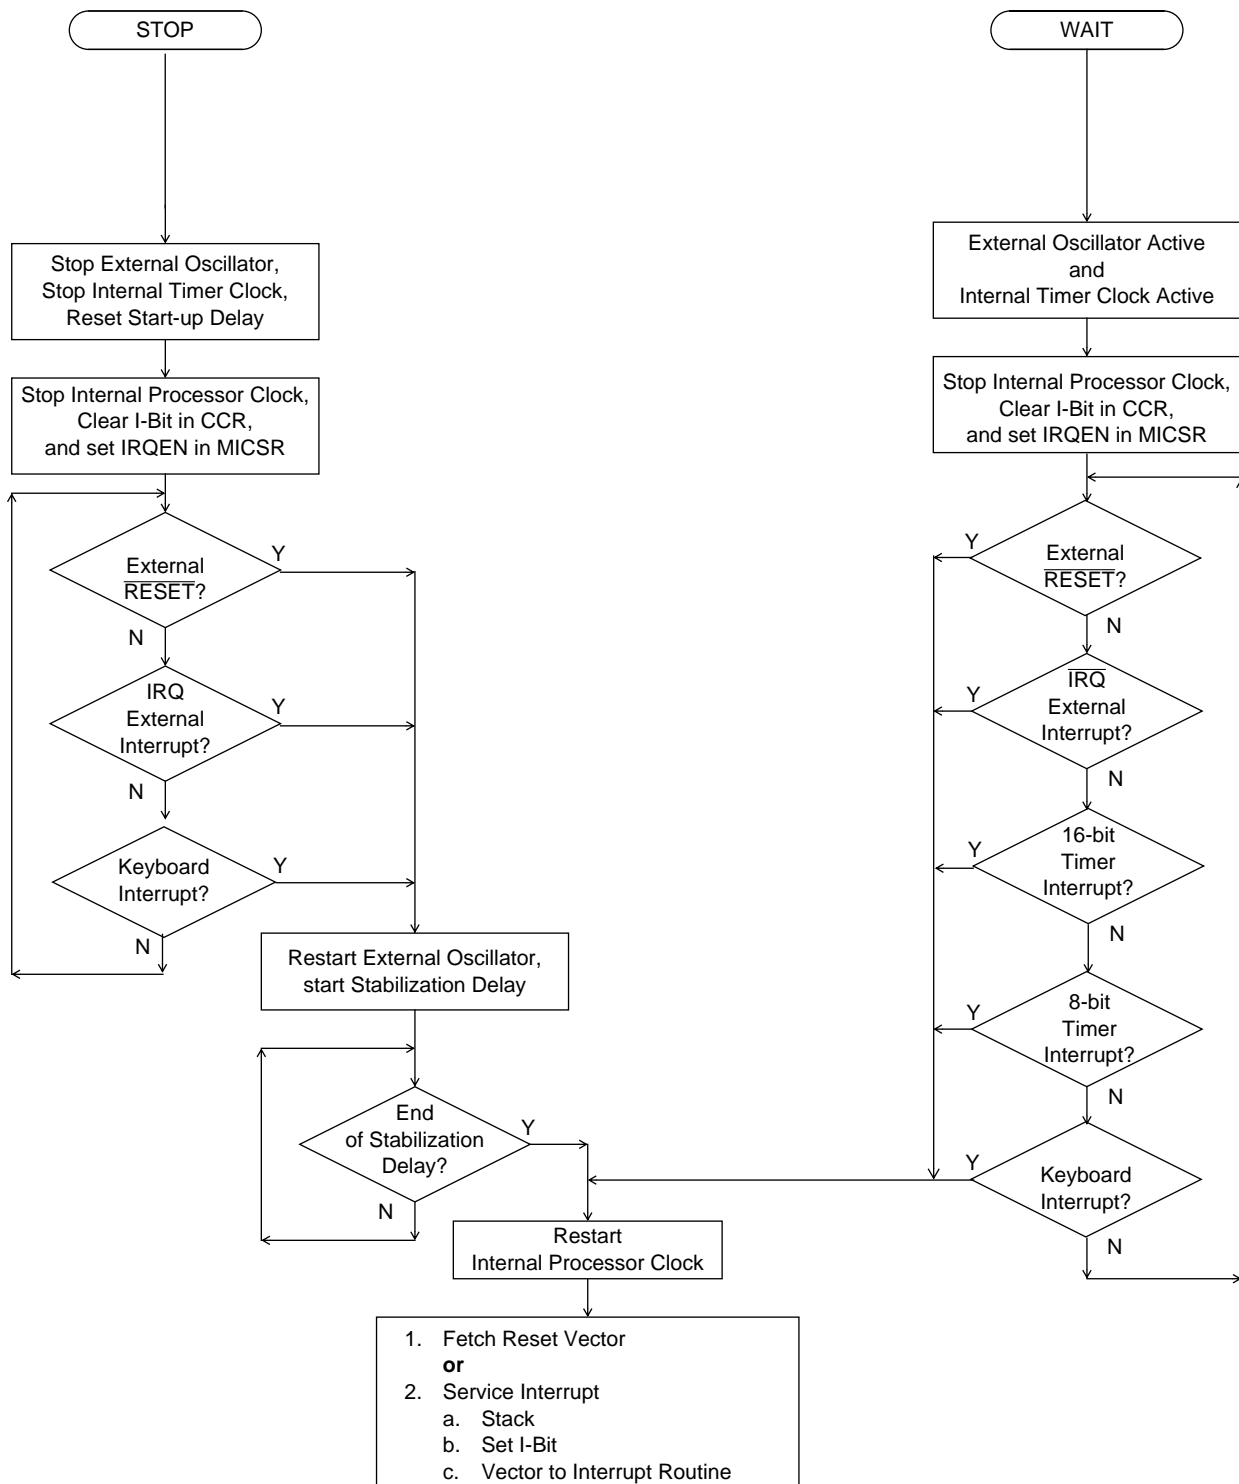 STOP
WAIT
Stop External Oscillator,
Stop Internal Timer Clock,
Reset Start-up Delay
External Oscillator Active
and
Internal Timer Clock Active
Stop Internal Processor Clock,
Clear I-Bit in CCR,
and set IRQEN in MICSR
Stop Internal Processor Clock,
Clear I-Bit in CCR,
and set IRQEN in MICSR
External
RESET?
Y
N
IRQ
External
Interrupt?
Y
N
Keyboard
Interrupt?
Y
N
Restart External Oscillator,
start Stabilization Delay
End
of Stabilization
Delay?
Y
N
External
RESET?
Y
N
IRQ
External
Interrupt?
Y
N
16-bit
Timer
Interrupt?
Y
N
8-bit
Timer
Interrupt?
Y
N
Keyboard
Interrupt?
Y
N
Restart
Internal Processor Clock
1. Fetch Reset Vector
or
2. Service Interrupt
a. Stack
b. Set I-Bit
c. Vector to Interrupt Routine